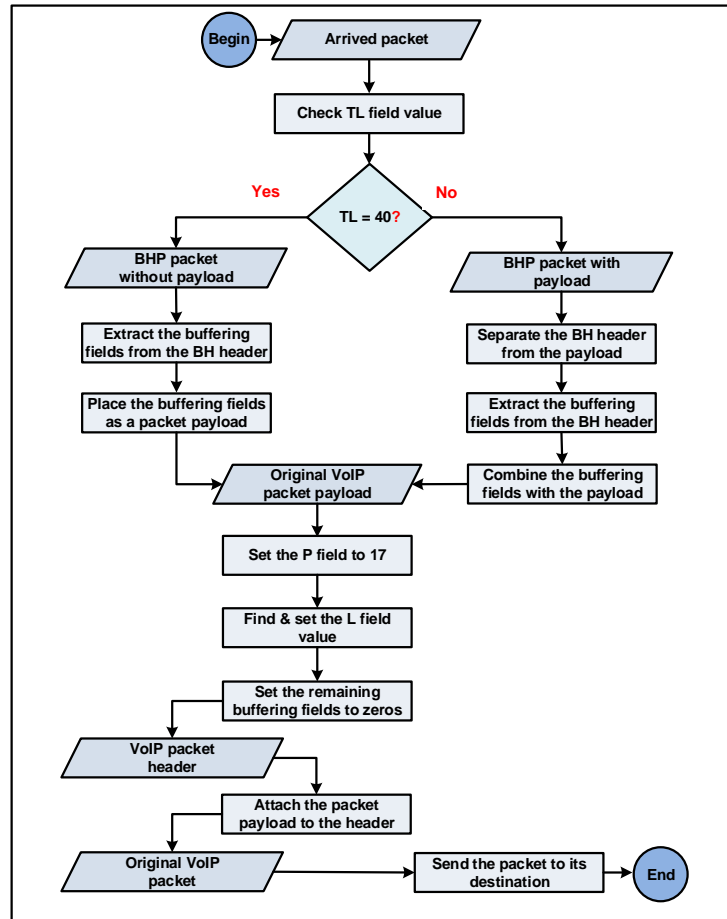 Begin
Arrived packet
Check TL field value
Yes
No
TL = 40?
BHP packet
without payload
BHP packet with
payload
Extract the buffering
fields from the BH header
Separate the BH header
from the payload
Place the buffering fields
as a packet payload
Extract the buffering
fields from the BH header
Original VoIP
packet payload
Combine the buffering
fields with the payload
Set the P field to 17
Find & set the L field
value
Set the remaining
buffering fields to zeros
VoIP packet
header
Attach the packet
payload to the header
Original VoIP
packet
Send the packet to its
destination
End